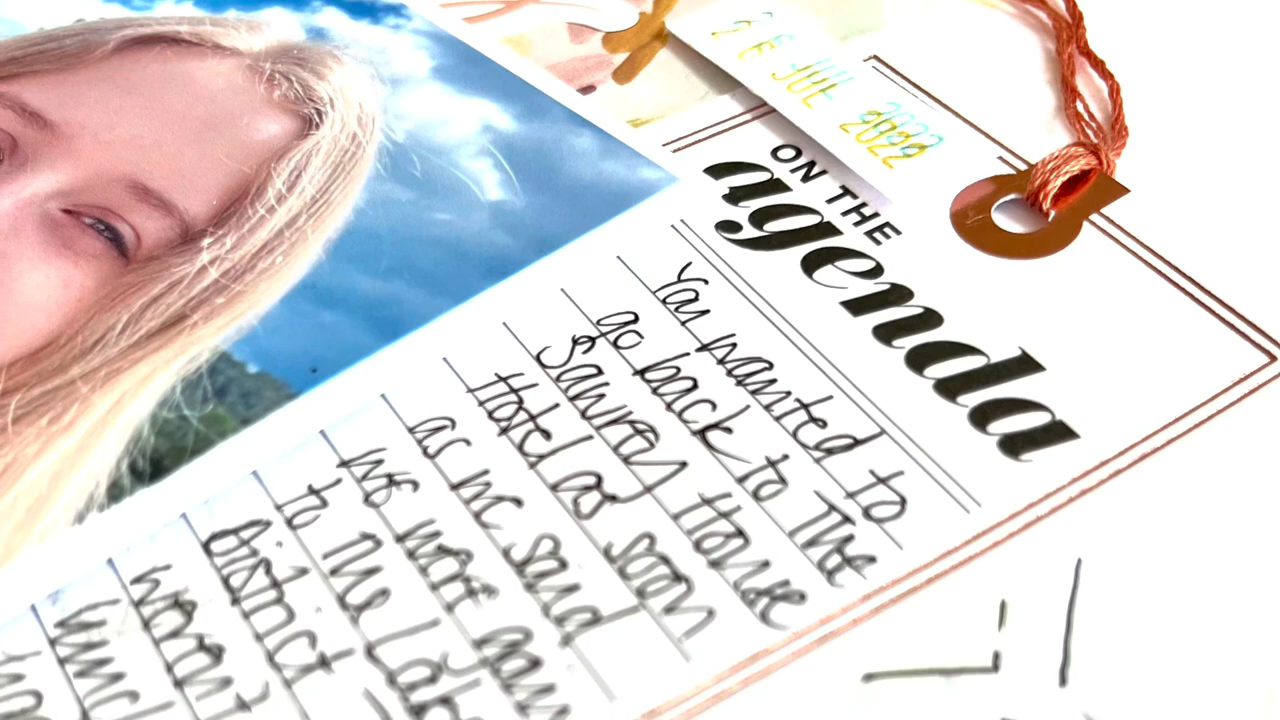 26 JUL 2022
ON THE
agenda
You wanted to
go back to The
Sawrey House
Hotel as soon
as we said
we were
to The Lake
District